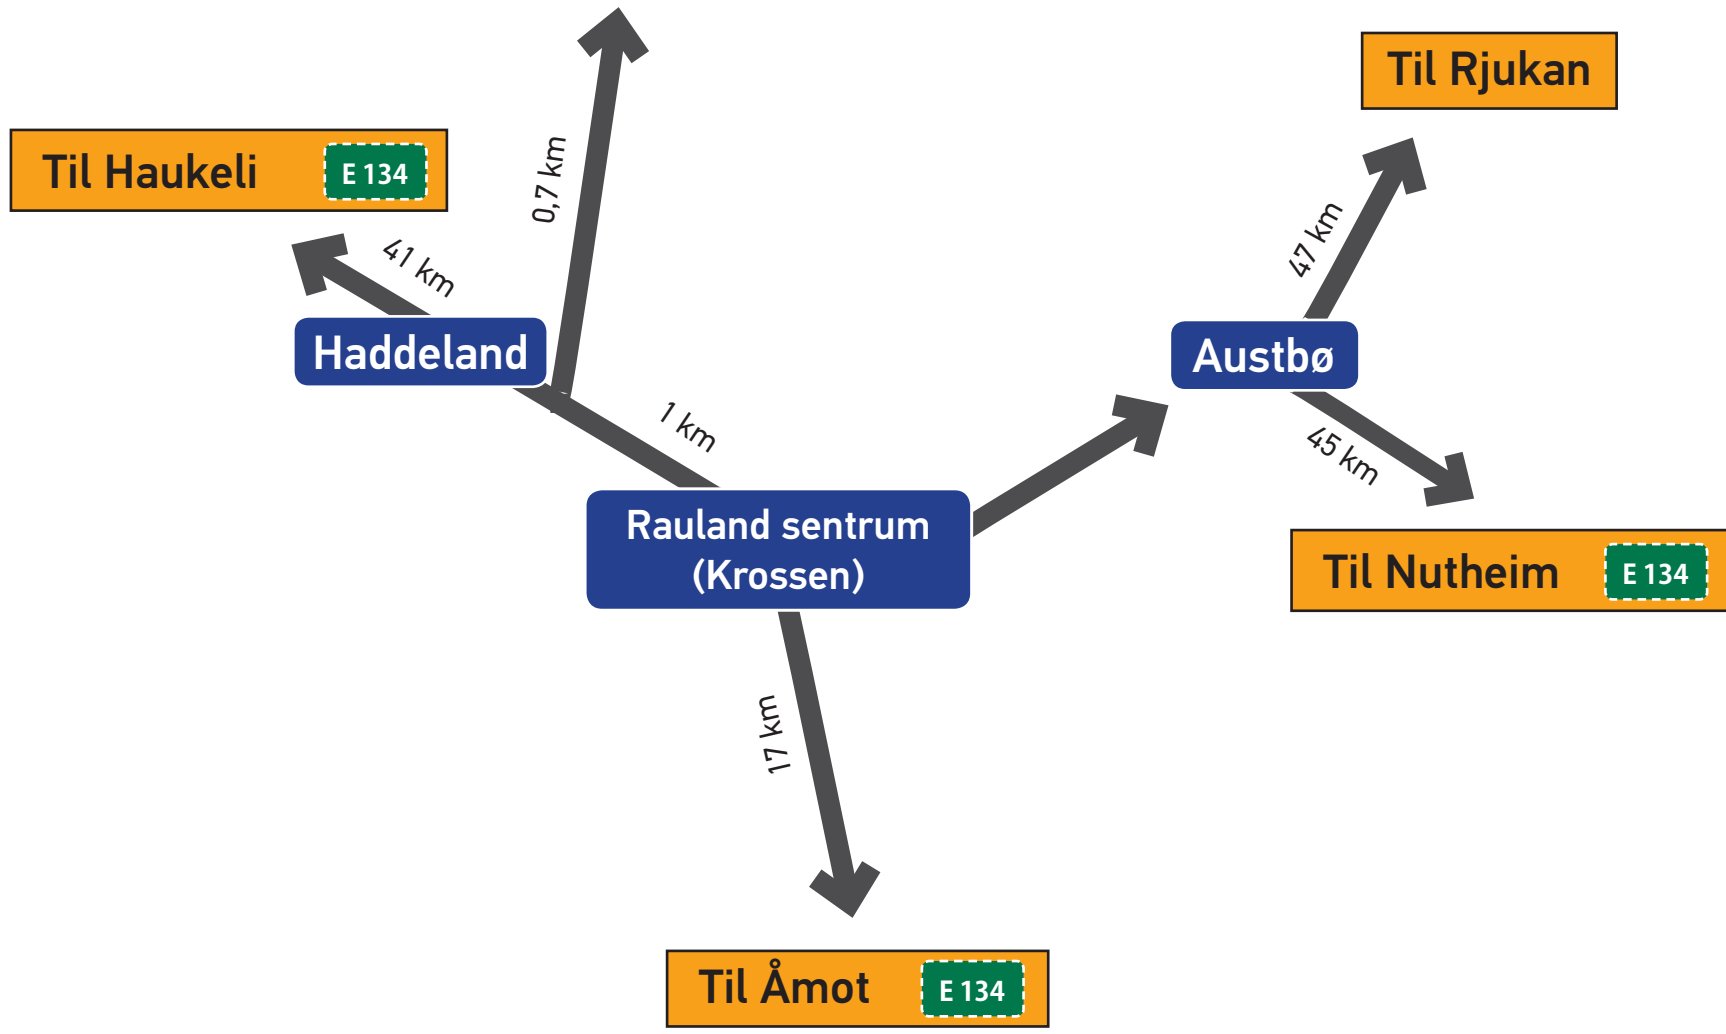 Til Rjukan
Til Haukeli E 134
0,7 km
41 km
47 km
Haddeland
Austbø
1 km
45 km
Rauland sentrum
(Krossen)
Til Nutheim E 134
17 km
Til Åmot E 134